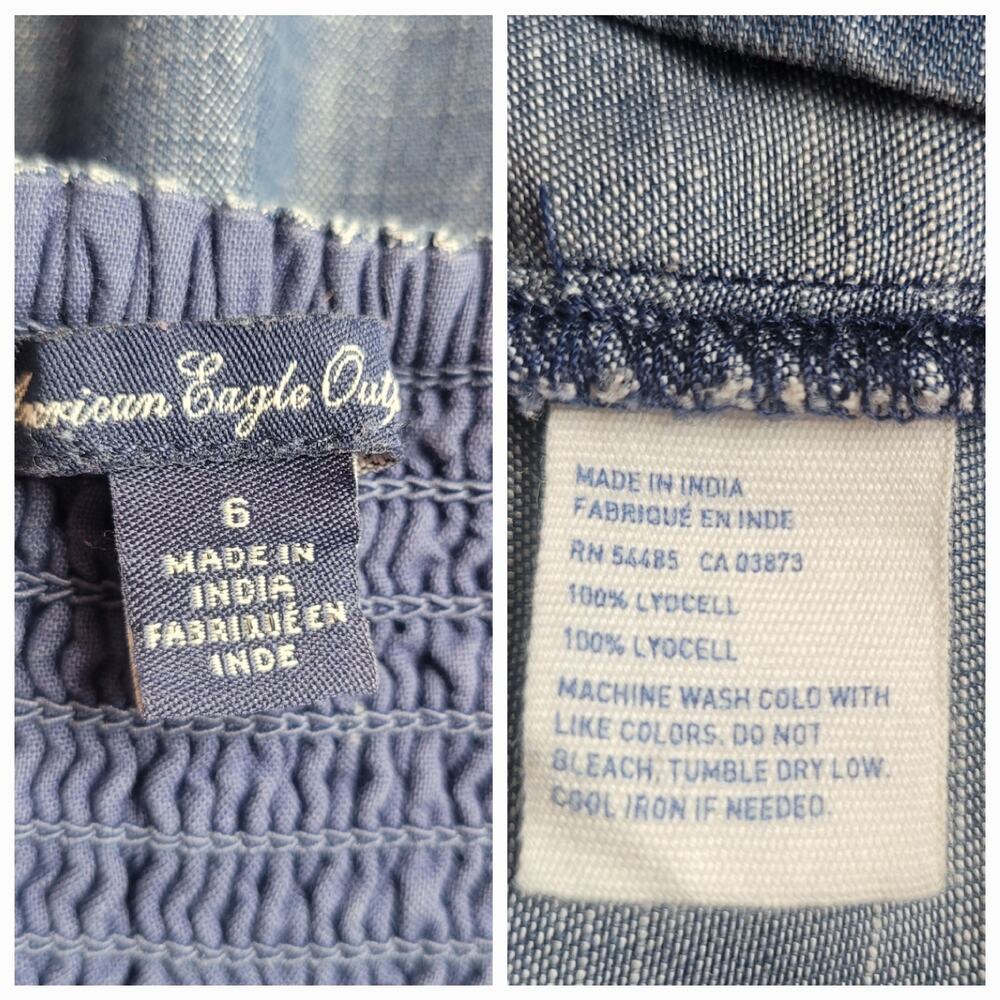 American Eagle Outf
6
MADE IN
INDIA
FABRIQUÉ EN
INDE
MADE IN INDIA
FABRIQUÉ EN INDE
RN 54485 CA 03873
100% LYOCELL
100% LYOCELL
MACHINE WASH COLD WITH
LIKE COLORS. DO NOT
BLEACH, TUMBLE DRY LOW.
COOL IRON IF NEEDED.